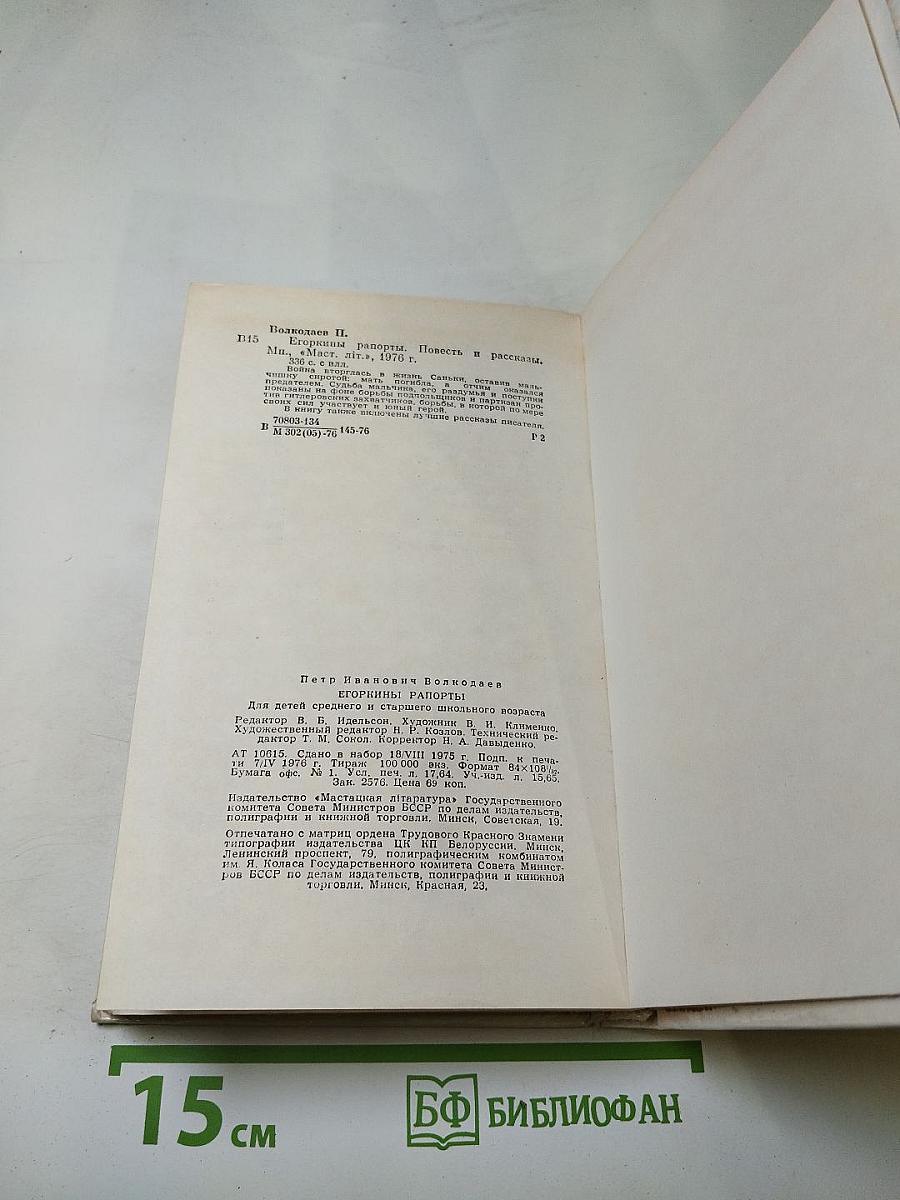 Волкодаев П.
В15 Егоркины рапорты. Повесть и рассказы.
Мн., «Маст. літ.», 1976 г.
336 с. с илл.
Война вторглась в жизнь Саньки, оставив маль-
чишку сиротой: мать погибла, а отчим оказался
предателем. Судьба мальчика, его раздумья и поступки
показаны на фоне борьбы подпольщиков и партизан про-
тив гитлеровских захватчиков, борьбы, в которой по мере
своих сил участвует и юный герой.
В книгу также включены лучшие рассказы писателя.
70803-134
В 145-76
М 302(05)-76
Р 2
Петр Иванович Волкодаев
ЕГОРКИНЫ РАПОРТЫ
Для детей среднего и старшего школьного возраста
Редактор В. Б. Идельсон. Художник В. И. Клименко.
Художественный редактор Н. Р. Козлов. Технический ре-
дактор Т. М. Сокол. Корректор Н. А. Давыденко.
АТ 10615. Сдано в набор 18/VIII 1975 г. Подп. к печа-
ти 7/IV 1976 г. Тираж 100 000 экз. Формат 84×108¹/₃₂.
Бумага офс. № 1. Усл. печ. л. 17,64. Уч.-изд. л. 15,65.
Зак. 2576. Цена 69 коп.
Издательство «Мастацкая літаратура» Государственного
комитета Совета Министров БССР по делам издательств,
полиграфии и книжной торговли. Минск, Советская, 19.
Отпечатано с матриц ордена Трудового Красного Знамени
типографии издательства ЦК КП Белоруссии. Минск,
Ленинский проспект, 79, полиграфическим комбинатом
им. Я. Коласа Государственного комитета Совета Минист-
ров БССР по делам издательств, полиграфии и книжной
торговли. Минск, Красная, 23.
15 см
БФ БИБЛИОФАН